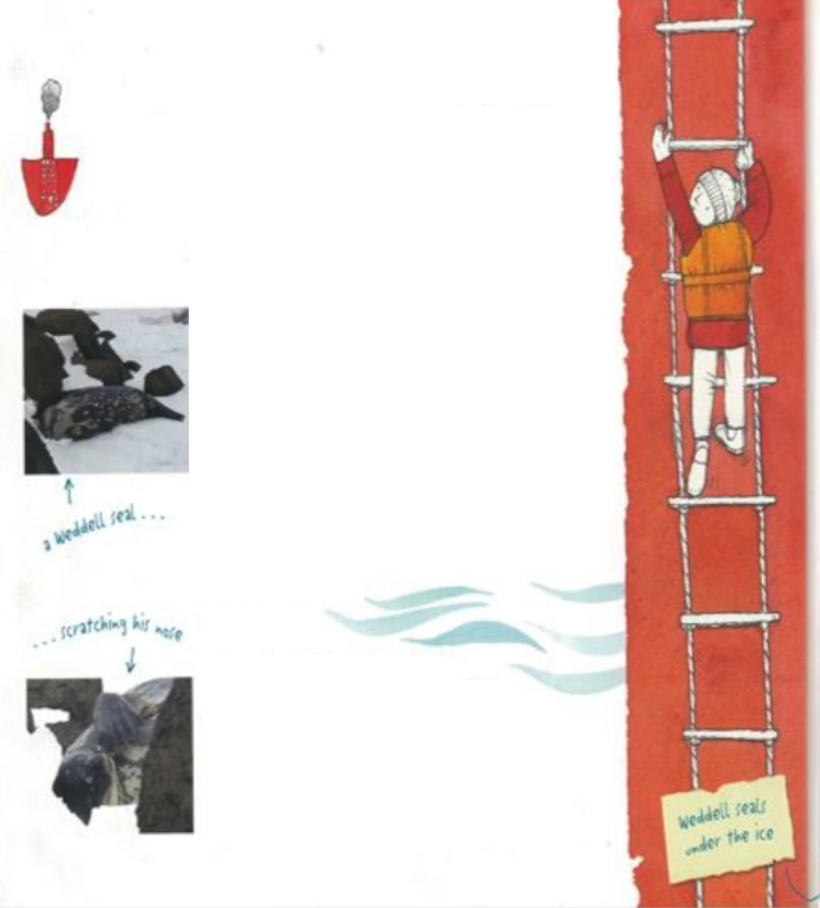 a Weddell seal...
...scratching his nose
Weddell seals
under the ice